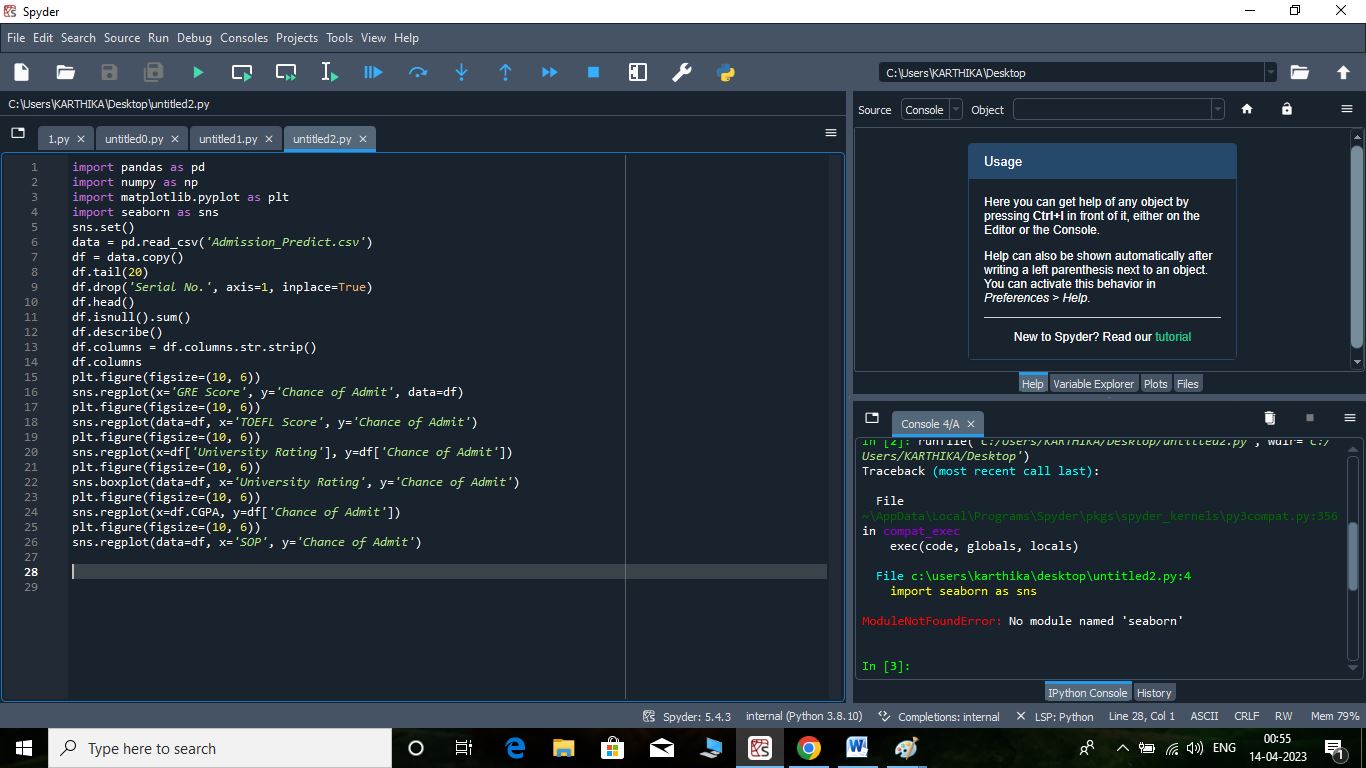 Spyder
File Edit Search Source Run Debug Consoles Projects Tools View Help
C:\Users\KARTHIKA\Desktop
C:\Users\KARTHIKA\Desktop\untitled2.py
1.py untitled0.py untitled1.py untitled2.py
1 import pandas as pd
2 import numpy as np
3 import matplotlib.pyplot as plt
4 import seaborn as sns
5 sns.set()
6 data = pd.read_csv('Admission_Predict.csv')
7 df = data.copy()
8 df.tail(20)
9 df.drop('Serial No.', axis=1, inplace=True)
10 df.head()
11 df.isnull().sum()
12 df.describe()
13 df.columns = df.columns.str.strip()
14 df.columns
15 plt.figure(figsize=(10, 6))
16 sns.regplot(x='GRE Score', y='Chance of Admit', data=df)
17 plt.figure(figsize=(10, 6))
18 sns.regplot(data=df, x='TOEFL Score', y='Chance of Admit')
19 plt.figure(figsize=(10, 6))
20 sns.regplot(x=df['University Rating'], y=df['Chance of Admit'])
21 plt.figure(figsize=(10, 6))
22 sns.boxplot(data=df, x='University Rating', y='Chance of Admit')
23 plt.figure(figsize=(10, 6))
24 sns.regplot(x=df.CGPA, y=df['Chance of Admit'])
25 plt.figure(figsize=(10, 6))
26 sns.regplot(data=df, x='SOP', y='Chance of Admit')
27
28
29
Source Console Object
Usage
Here you can get help of any object by
pressing Ctrl+I in front of it, either on the
Editor or the Console.
Help can also be shown automatically after
writing a left parenthesis next to an object.
You can activate this behavior in
Preferences > Help.
New to Spyder? Read our tutorial
Help Variable Explorer Plots Files
Console 4/A
In [2]: runfile('C:/Users/KARTHIKA/Desktop/untitled2.py', wdir='C:/
Users/KARTHIKA/Desktop')
Traceback (most recent call last):
File
~\AppData\Local\Programs\Spyder\pkgs\spyder_kernels\py3compat.py:356
in compat_exec
exec(code, globals, locals)
File c:\users\karthika\desktop\untitled2.py:4
import seaborn as sns
ModuleNotFoundError: No module named 'seaborn'
In [3]:
IPython Console History
Spyder: 5.4.3 internal (Python 3.8.10) Completions: internal LSP: Python Line 28, Col 1 ASCII CRLF RW Mem 79%
Type here to search
ENG
00:55
14-04-2023
1